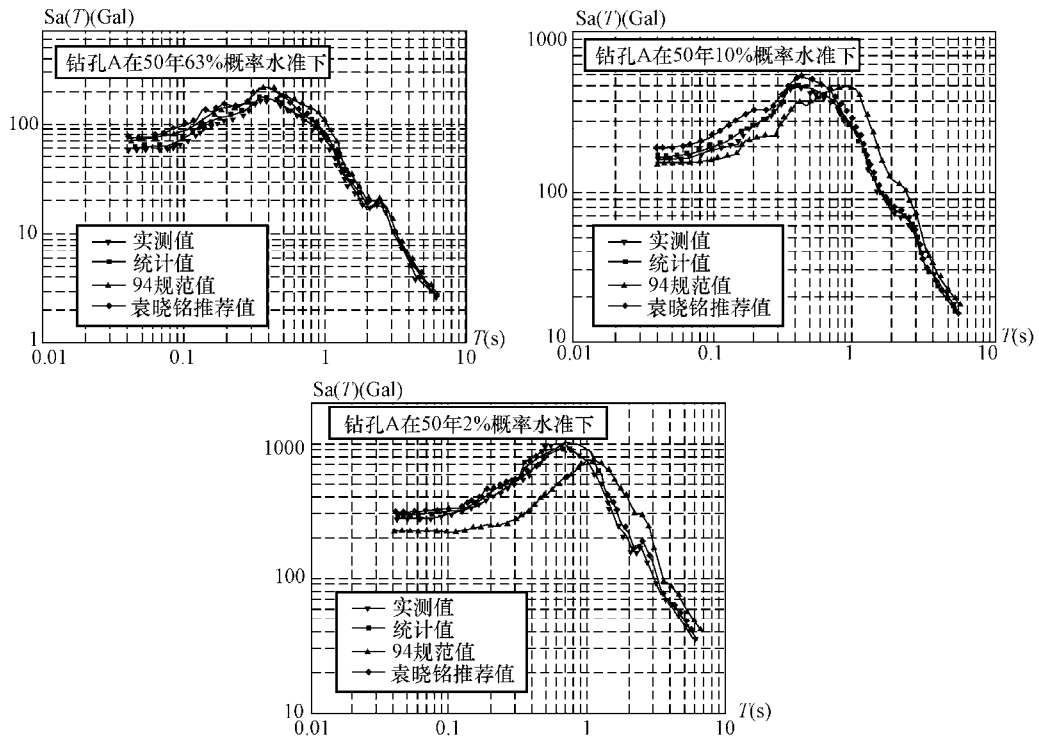 Sa(T)(Gal)
钻孔A在50年63%概率水准下
100
10
1
实测值
统计值
94规范值
袁晓铭推荐值
0.01
0.1
1
10
T(s)
Sa(T)(Gal)
1000
钻孔A在50年10%概率水准下
100
10
实测值
统计值
94规范值
袁晓铭推荐值
0.01
0.1
1
10
T(s)
Sa(T)(Gal)
钻孔A在50年2%概率水准下
1000
100
10
实测值
统计值
94规范值
袁晓铭推荐值
0.01
0.1
1
10
T(s)